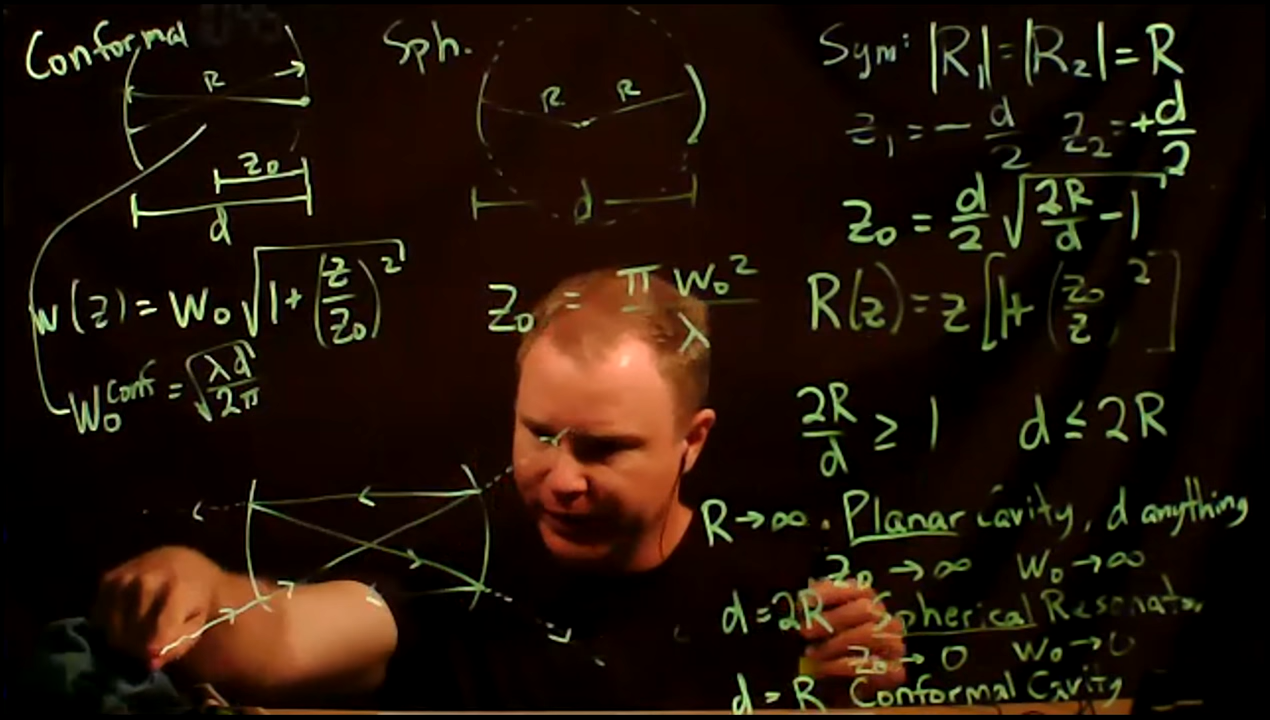 Conformal
R
z₀
d
w(z) = w₀ √(1 + (z/z₀)²)
w₀^conf = √(λd/2π)
Sph.
R R
d
z₀ = πw₀²/λ
Sym: |R₁| = |R₂| = R
z₁ = -d/2 z₂ = +d/2
z₀ = d/2 √(2R/d - 1)
R(z) = z [1 + (z₀/z)²]
2R/d ≥ 1 d ≤ 2R
R → ∞ . Planar cavity, d anything
z₀ → ∞ w₀ → ∞
d = 2R Spherical Resonator
z₀ → 0 w₀ → 0
d = R Conformal Cavity